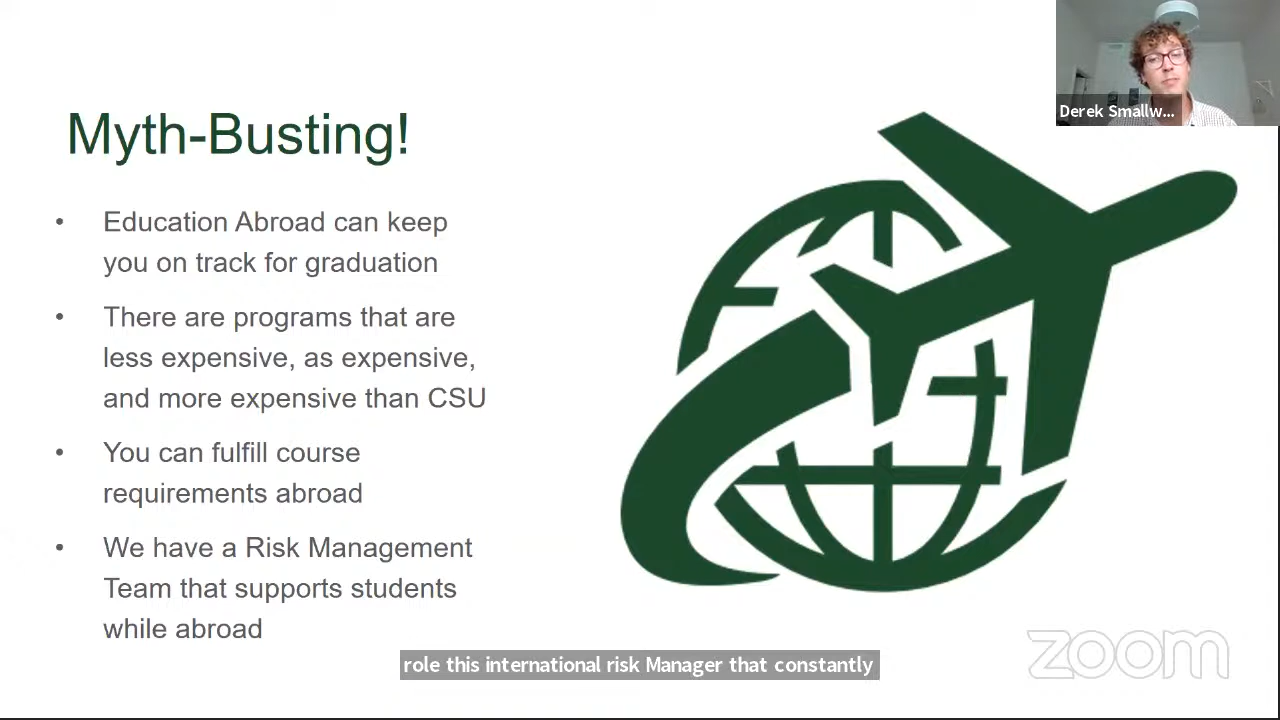 Derek Smallw...
Myth-Busting!
• Education Abroad can keep
you on track for graduation
• There are programs that are
less expensive, as expensive,
and more expensive than CSU
• You can fulfill course
requirements abroad
• We have a Risk Management
Team that supports students
while abroad
role this international risk Manager that constantly
zoom